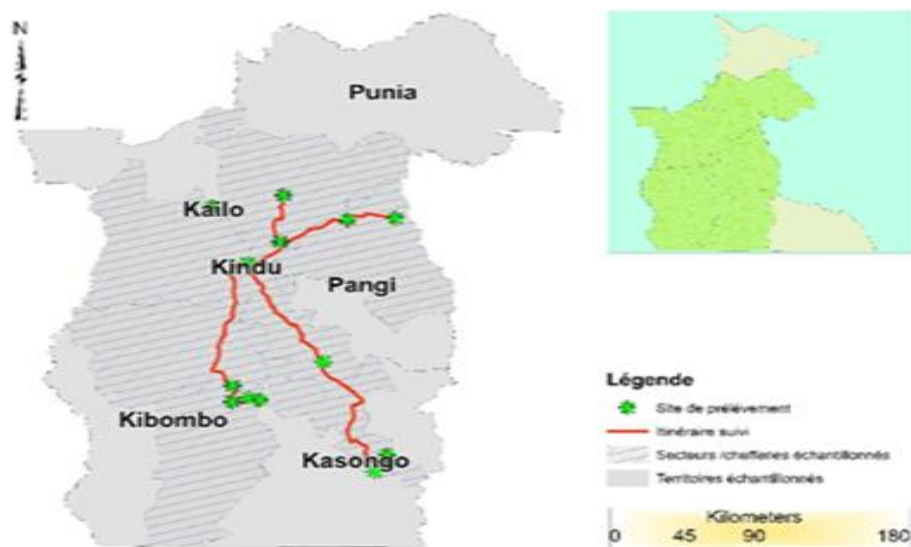 N
Punia
Kailo
Kindu
Pangi
Kibombo
Kasongo
Légende
Site de prélèvement
Itinéraire suivi
Secteurs /chefferies échantillonnés
Territoires échantillonnés
Kilometers
0 45 90 180